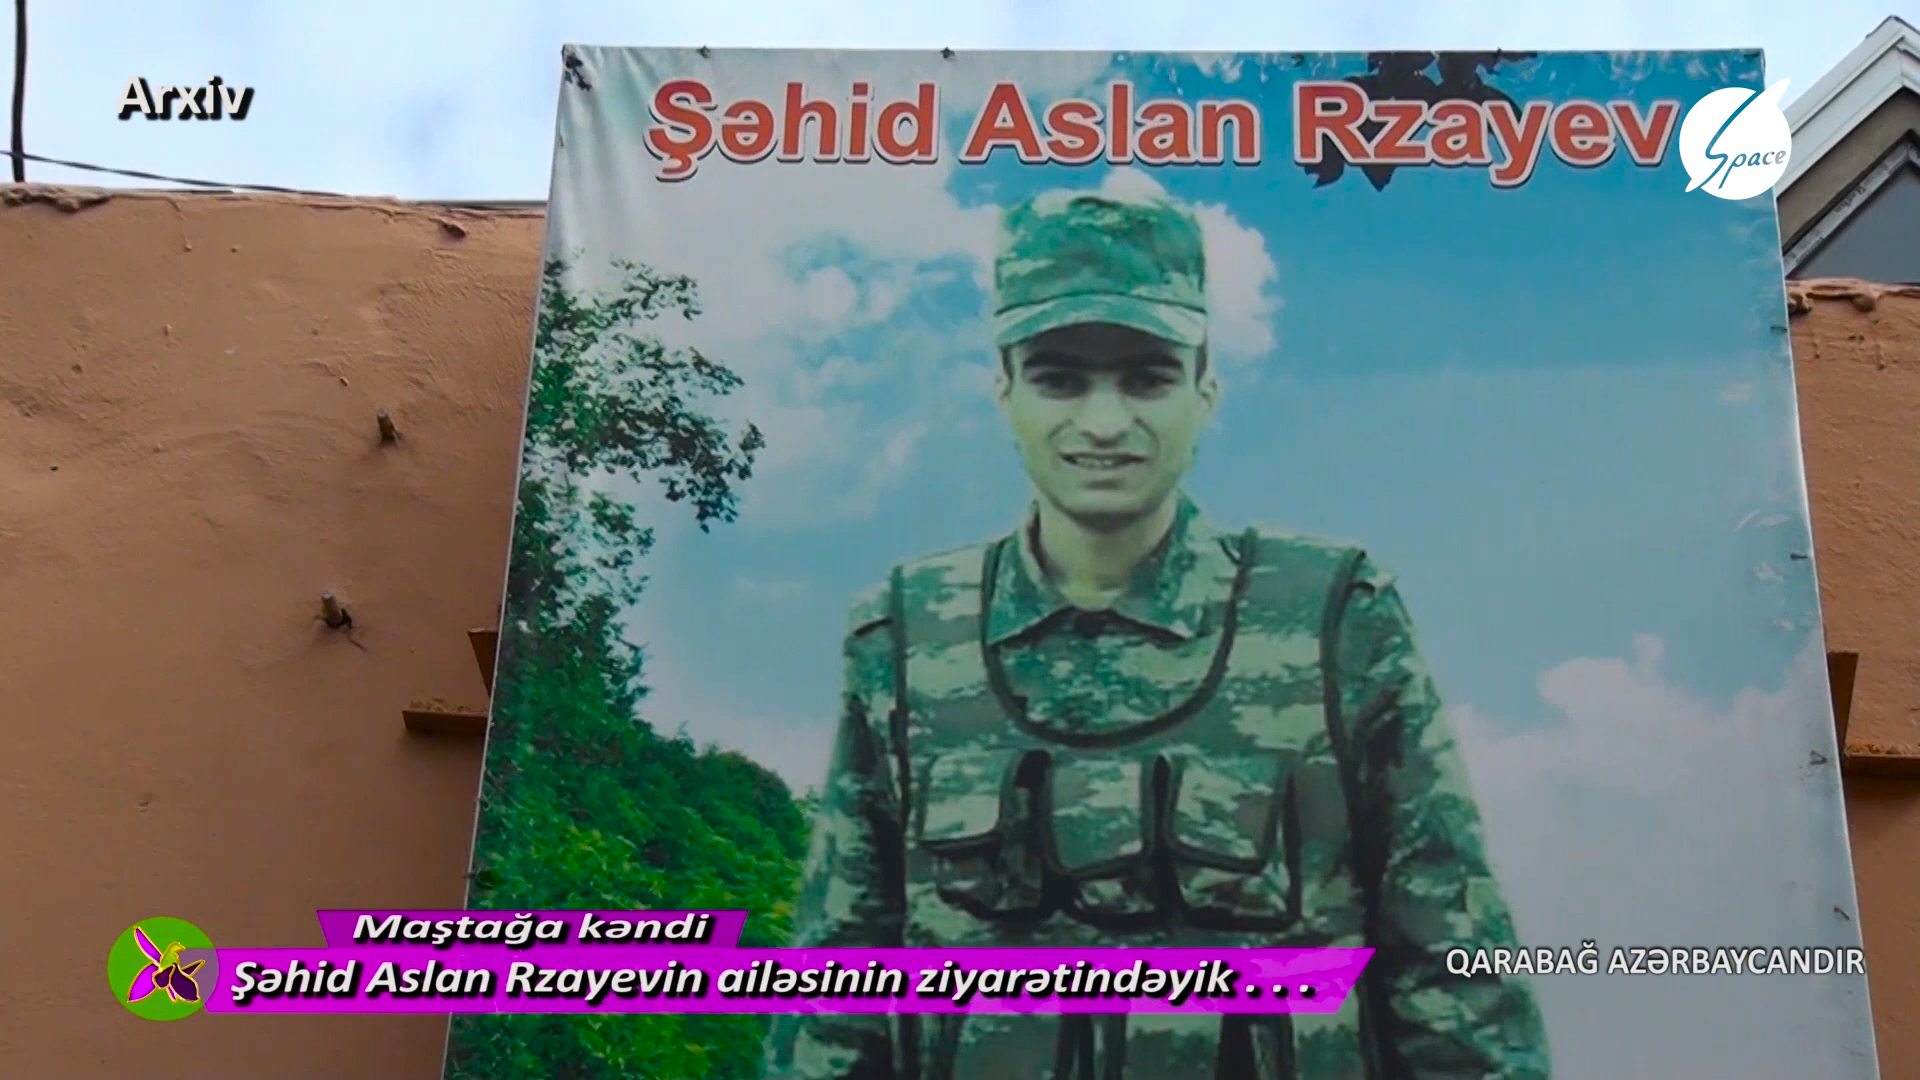 Arxiv
Şəhid Aslan Rzayev
Space
Maştağa kəndi
Şəhid Aslan Rzayevin ailəsinin ziyarətindəyik . . .
QARABAĞ AZƏRBAYCANDIR